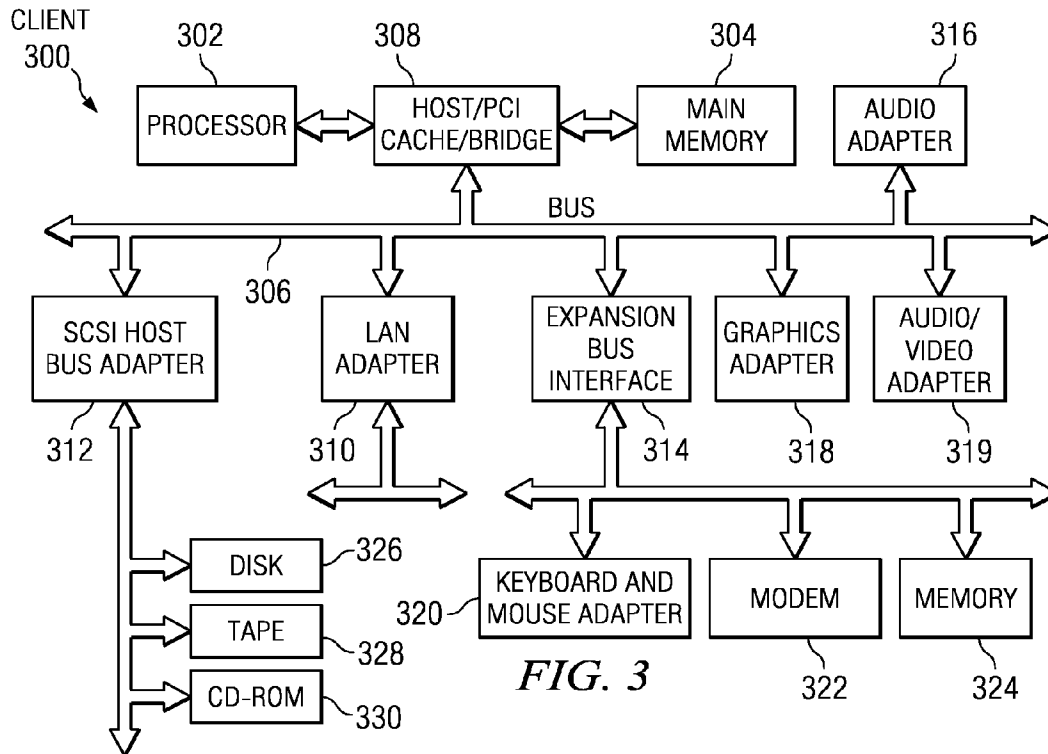 CLIENT
300
302
308
304
316
PROCESSOR
HOST/PCI
CACHE/BRIDGE
MAIN
MEMORY
AUDIO
ADAPTER
BUS
306
SCSI HOST
BUS ADAPTER
LAN
ADAPTER
EXPANSION
BUS
INTERFACE
GRAPHICS
ADAPTER
AUDIO/
VIDEO
ADAPTER
312
310
314
318
319
DISK
326
TAPE
328
CD-ROM
330
320
KEYBOARD AND
MOUSE ADAPTER
MODEM
MEMORY
322
324
FIG. 3